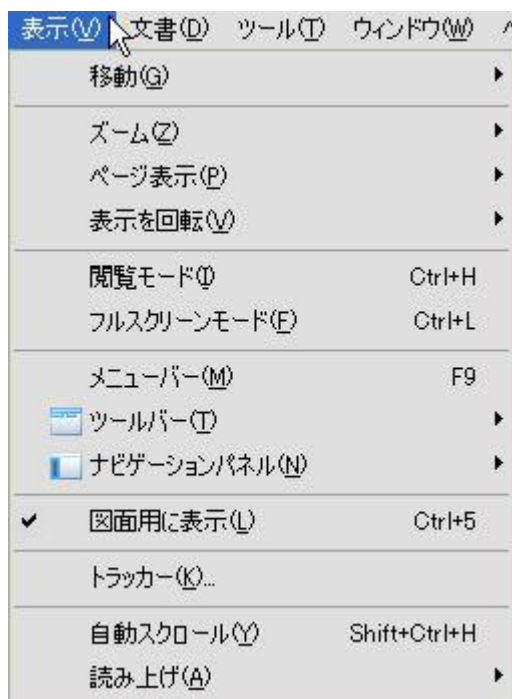 表示(V) 文書(D) ツール(T) ウィンドウ(W)
移動(G)
ズーム(Z)
ページ表示(P)
表示を回転(V)
閲覧モード(I) Ctrl+H
フルスクリーンモード(F) Ctrl+L
メニューバー(M) F9
ツールバー(T)
ナビゲーションパネル(N)
図面用に表示(L) Ctrl+5
トラッカー(K)...
自動スクロール(Y) Shift+Ctrl+H
読み上げ(A)